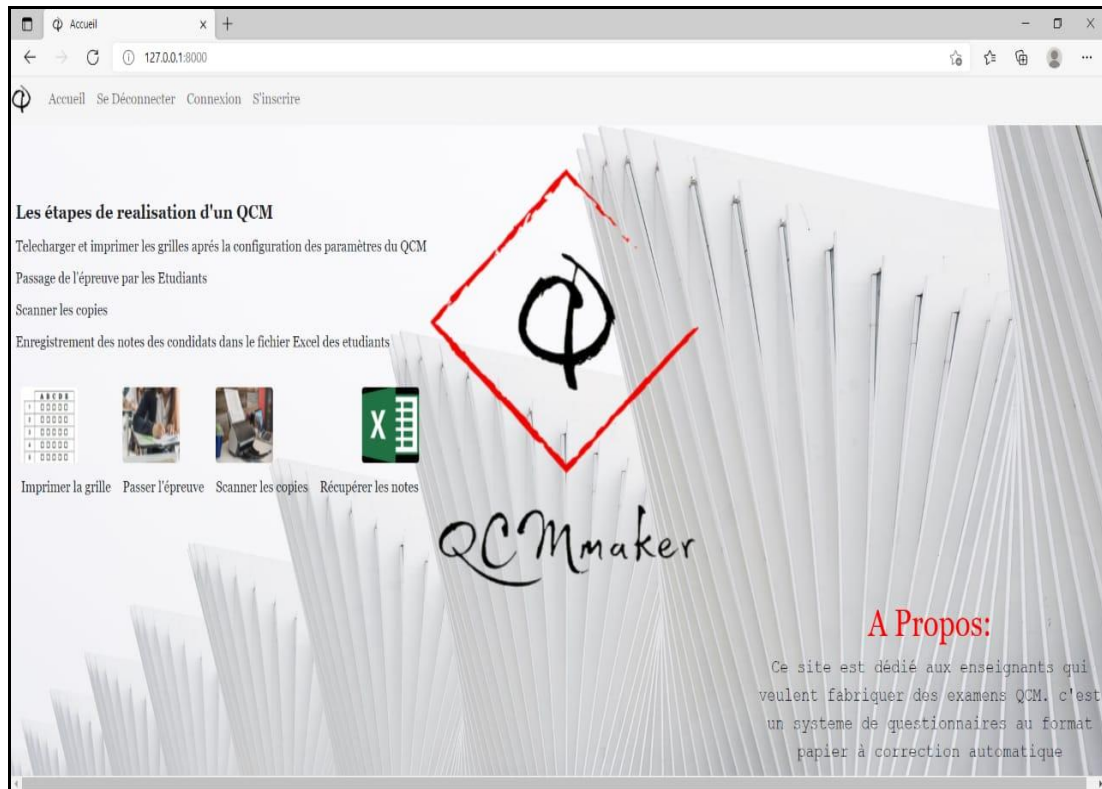 Accueil
127.0.0.1:8000
Accueil Se Déconnecter Connexion S'inscrire
Les étapes de realisation d'un QCM
Telecharger et imprimer les grilles aprés la configuration des paramètres du QCM
Passage de l'épreuve par les Etudiants
Scanner les copies
Enregistrement des notes des condidats dans le fichier Excel des etudiants
A B C D E
Imprimer la grille Passer l'épreuve Scanner les copies Récupérer les notes
QCMmaker
A Propos:
Ce site est dédié aux enseignants qui
veulent fabriquer des examens QCM. c'est
un systeme de questionnaires au format
papier à correction automatique